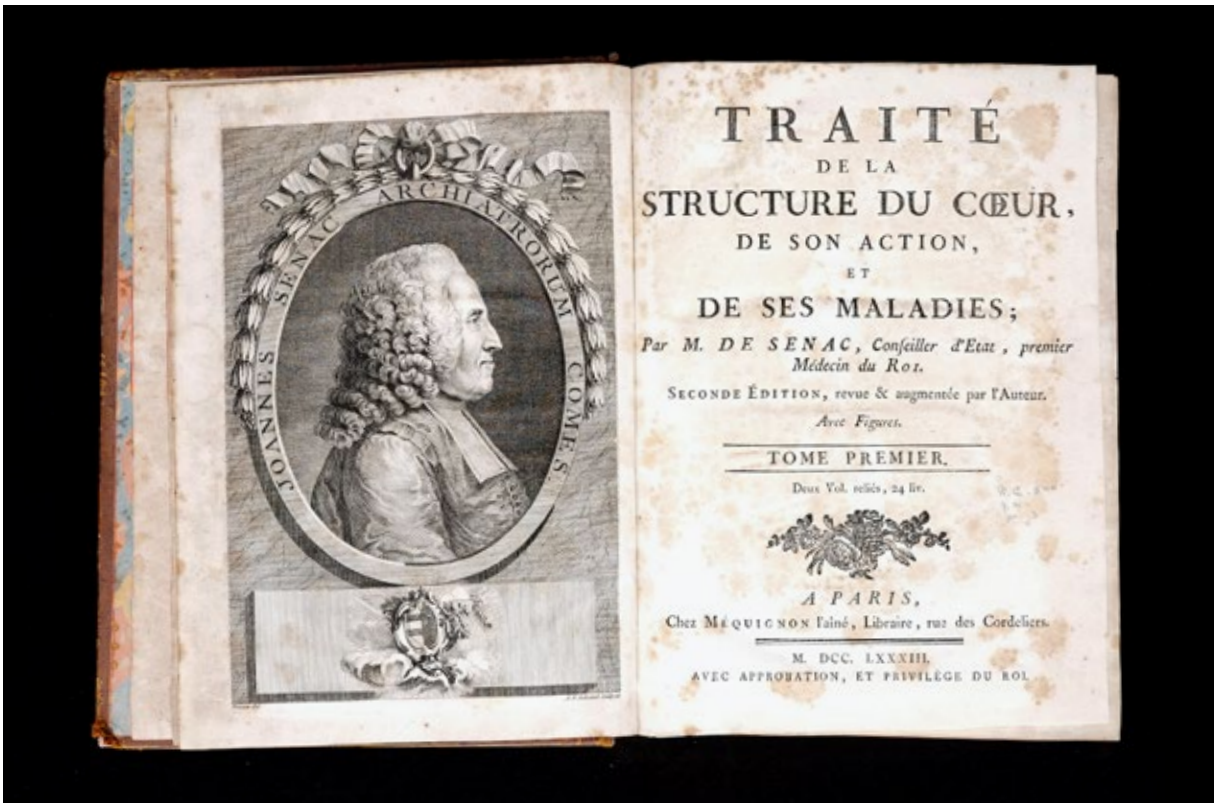 JOANNES SENAC ARCHIATRORUM COMES
TRAITÉ
DE LA
STRUCTURE DU CŒUR,
DE SON ACTION,
ET
DE SES MALADIES;
Par M. DE SENAC, Conſeiller d'Etat, premier
Médecin du ROI.
SECONDE ÉDITION, revue & augmentée par l'Auteur.
Avec Figures.
TOME PREMIER.
Deux Vol. reliés, 24 liv.
A PARIS,
Chez MÉQUIGNON l'aîné, Libraire, rue des Cordeliers.
M. DCC. LXXXIII.
AVEC APPROBATION, ET PRIVILÈGE DU ROI.